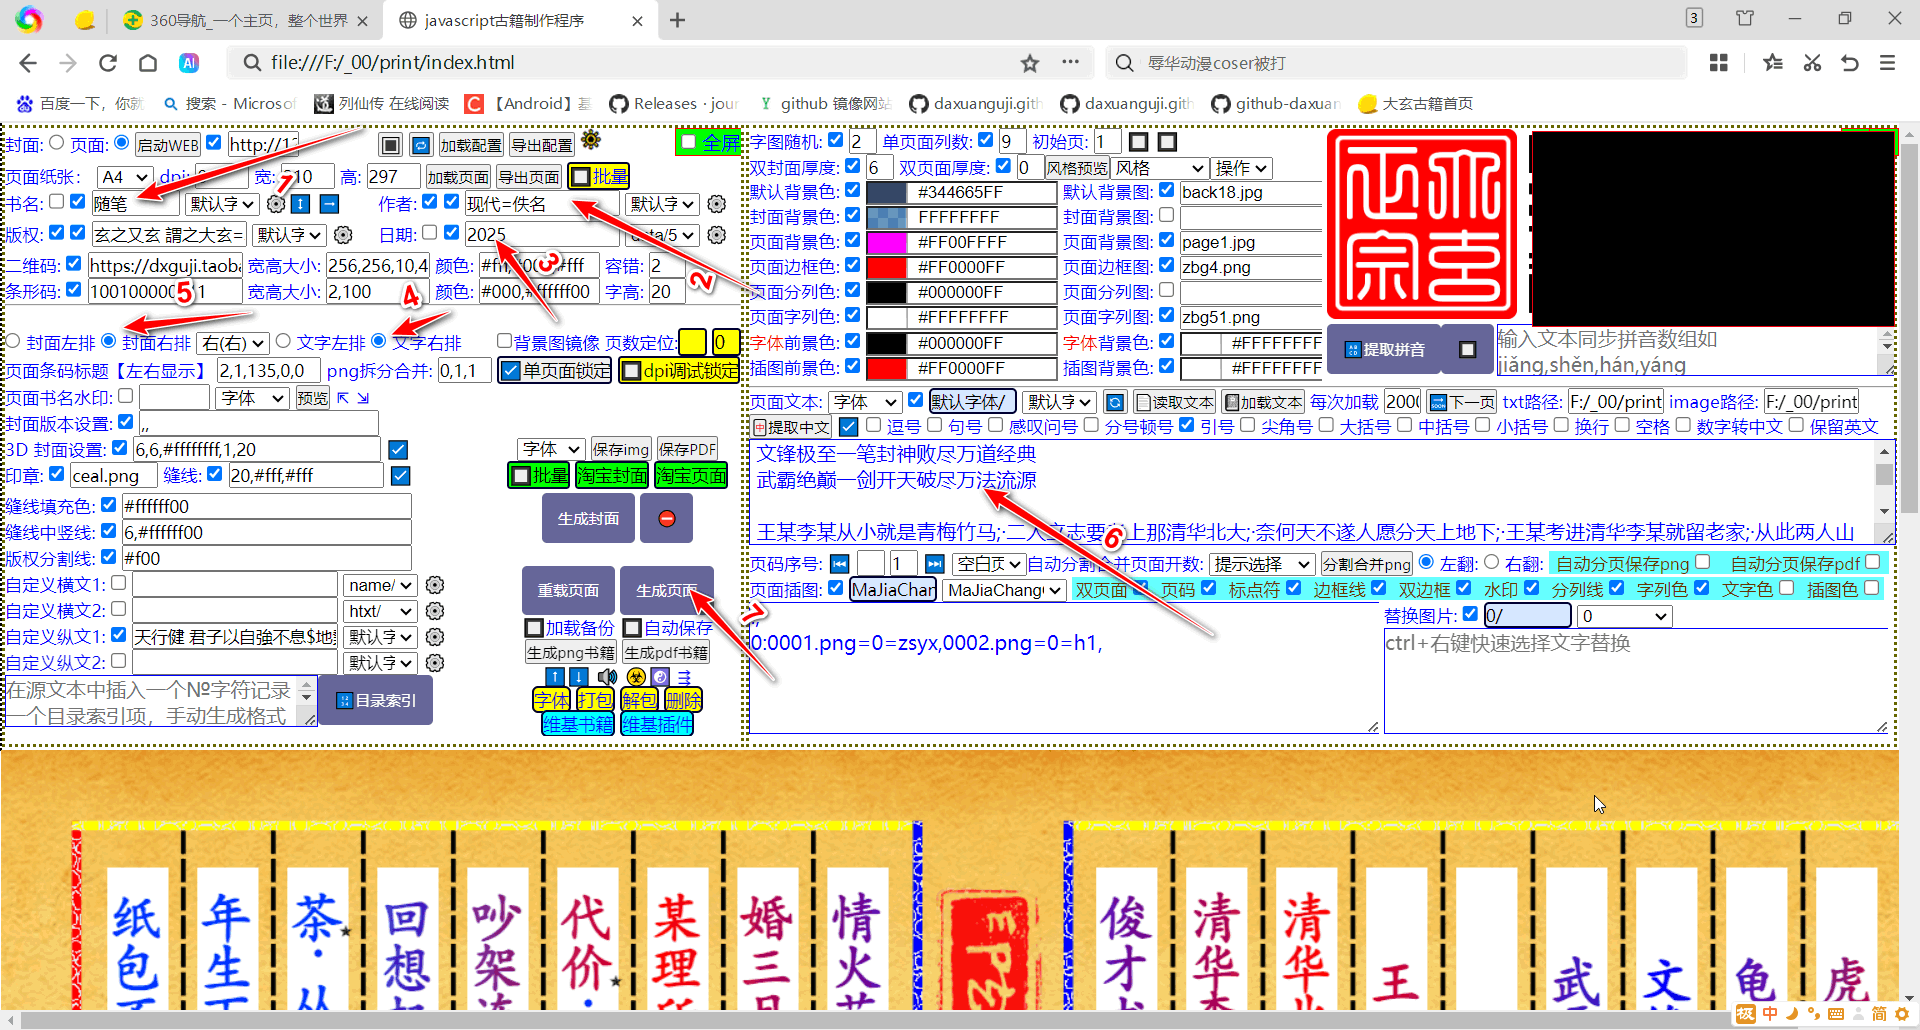 360导航_一个主页，整个世界
javascript古籍制作程序
3
file:///F:/_00/print/index.html
辱华动漫coser被打
百度一下，你就
搜索 - Microsof
列仙传 在线阅读
【Android】基
Releases · jour
github 镜像网站
daxuanguji.gith
daxuanguji.gith
github-daxuan
大玄古籍首页
封面: 页面: 启动WEB http://1 加载配置 导出配置 全屏
页面纸张: A4 dpi: 宽: 310 高: 297 加载页面 导出页面 批量
书名: 随笔 默认字 作者: 现代=佚名 默认字
版权: 玄之又玄 謂之大玄= 默认字 日期: 2025 data/5
二维码: https://dxguji.taoba 宽高大小: 256,256,10,4 颜色: 容错: 2
条形码: 宽高大小: 2,100 颜色: #000,#ffffff00 字高: 20
封面左排 封面右排 右(右) 文字左排 文字右排 背景图镜像 页数定位: 0
页面条码标题【左右显示】 2,1,135,0,0 png拆分合并: 0,1,1 单页面锁定 dpi调试锁定
页面书名水印: 字体 预览
封面版本设置: ,,
3D 封面设置: 6,6,#ffffffff,1,20 字体 保存img 保存PDF
印章: ceal.png 缝线: 20,#fff,#fff 批量 淘宝封面 淘宝页面
缝线填充色: #ffffff00 生成封面
缝线中竖线: 6,#ffffff00
版权分割线: #f00
自定义横文1: name/ 重载页面 生成页面
自定义横文2: htxt/ 加载备份 自动保存
自定义纵文1: 天行健 君子以自強不息$地 默认字 生成png书籍 生成pdf书籍
自定义纵文2: 默认字
在源文本中插入一个№字符记录
一个目录索引项，手动生成格式
目录索引
字体 打包 解包 删除
维基书籍 维基插件
1
2
3
4
5
6
7
字图随机: 2 单页面列数: 9 初始页: 1
双封面厚度: 6 双页面厚度: 0 风格预览 风格 操作
默认背景色: #344665FF 默认背景图: back18.jpg
封面背景色: FFFFFFFF 封面背景图:
页面背景色: #FF00FFFF 页面背景图: page1.jpg
页面边框色: #FF0000FF 页面边框图: zbg4.png
页面分列色: #000000FF 页面分列图:
页面字列色: #FFFFFFFF 页面字列图: zbg51.png
字体前景色: #000000FF 字体背景色: #FFFFFFFF
插图前景色: #FF0000FF 插图背景色: #FFFFFFFF
提取拼音
输入文本同步拼音数组如
jiǎng,shěn,hán,yáng
页面文本: 字体 默认字体/ 默认字 读取文本 加载文本 每次加载 2000 下一页 txt路径: F:/_00/print image路径: F:/_00/print
提取中文 逗号 句号 感叹问号 分号顿号 引号 尖角号 大括号 中括号 小括号 换行 空格 数字转中文 保留英文
文锋极至一笔封神败尽万道经典
武霸绝巅一剑开天破尽万法流源
王某李某从小就是青梅竹马;·二人立志要考上那清华北大;·奈何天不遂人愿分天上地下;·王某考进清华李某就留老家;·从此两人山
页码序号: 1 空白页 自动分割合并页面开数: 提示选择 分割合并png 左翻: 右翻: 自动分页保存png 自动分页保存pdf
页面插图: MaJiaChan MaJiaChang 双页面 页码 标点符 边框线 双边框 水印 分列线 字列色 文字色 插图色
0:0001.png=0=zsyx,0002.png=0=h1,
替换图片: 0/ 0
ctrl+右键快速选择文字替换
纸包
年生
茶·丛
回想
吵架
代价·
某理
婚三
情火
俊才
清华李
清华
王
武
文
龟
虎
中
简